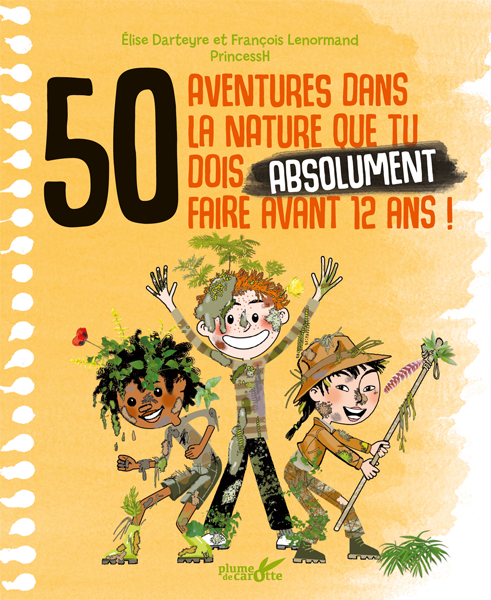 Élise Darteyre et François Lenormand
PrincessH
50 AVENTURES DANS
LA NATURE QUE TU
DOIS ABSOLUMENT
FAIRE AVANT 12 ANS !
plume
de carotte